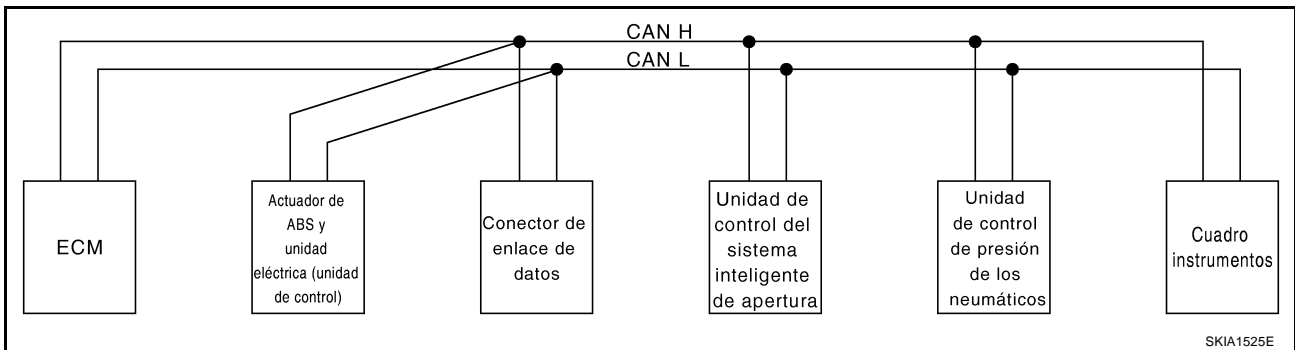 CAN H
CAN L
ECM
Actuador de
ABS y
unidad
eléctrica (unidad
de control)
Conector de
enlace de
datos
Unidad de
control del
sistema
inteligente
de apertura
Unidad
de control
de presión
de los
neumáticos
Cuadro
instrumentos
SKIA1525E